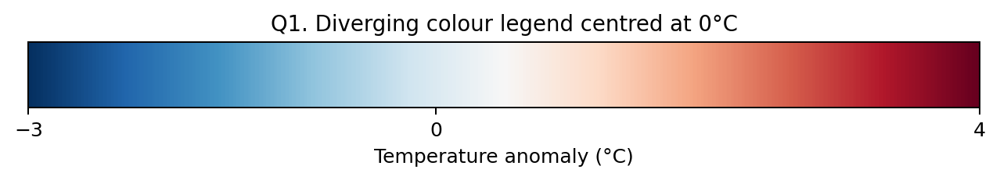 Q1. Diverging colour legend centred at 0°C
−3 0 4
Temperature anomaly (°C)